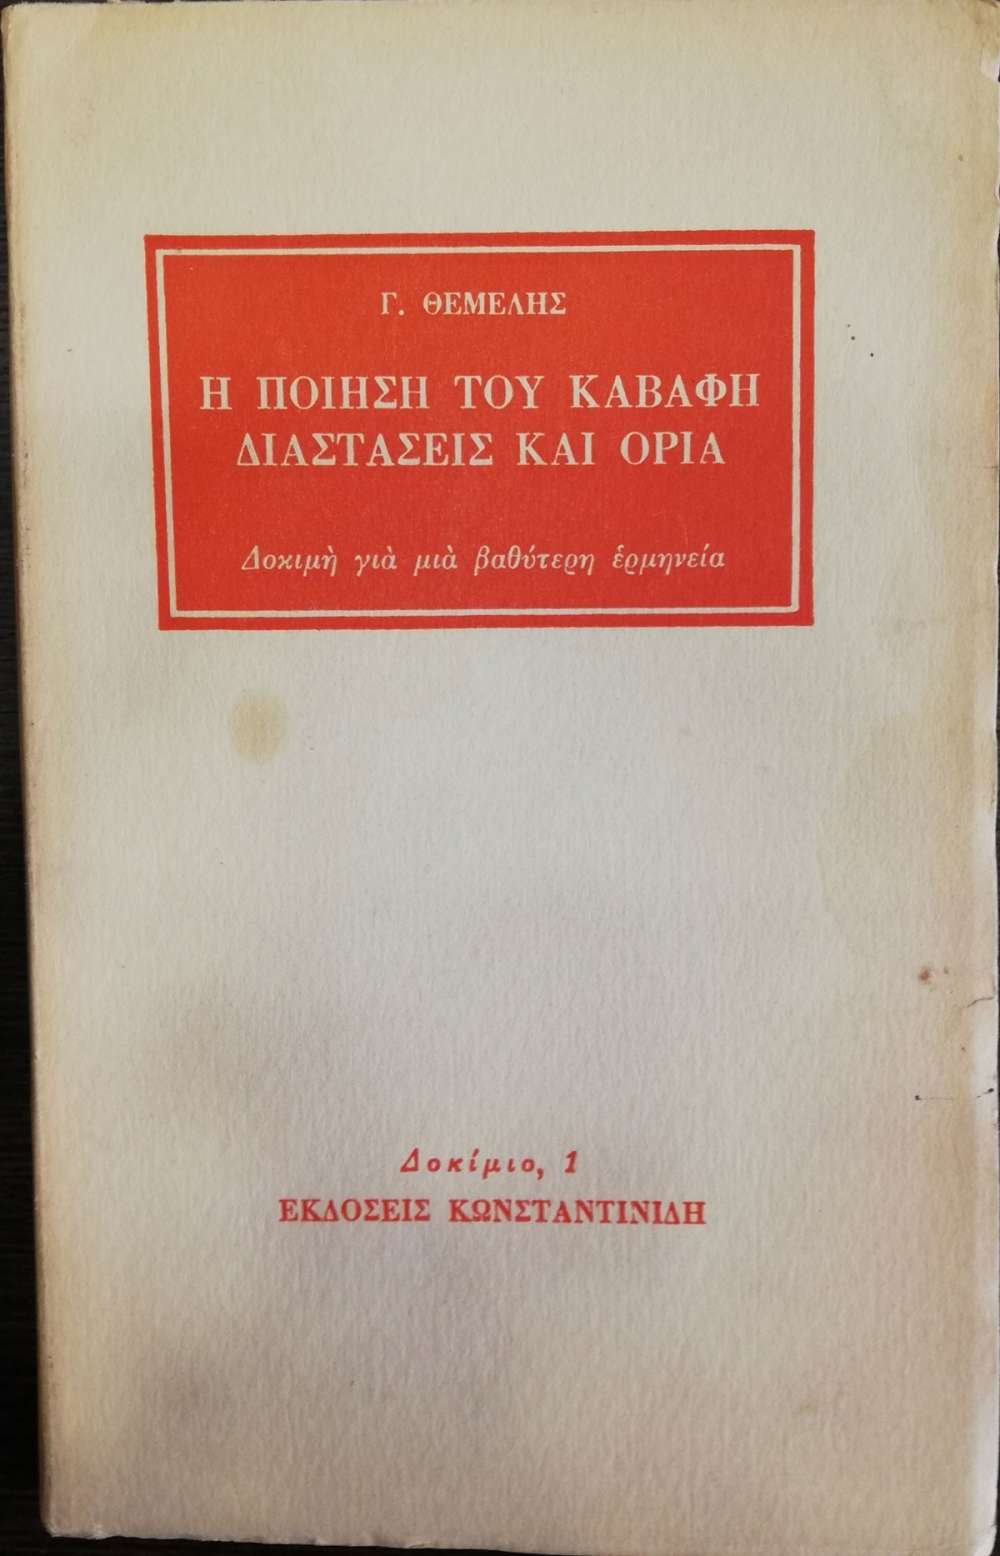 Γ. ΘΕΜΕΛΗΣ
Η ΠΟΙΗΣΗ ΤΟΥ ΚΑΒΑΦΗ
ΔΙΑΣΤΑΣΕΙΣ ΚΑΙ ΟΡΙΑ
Δοκιμὴ γιὰ μιὰ βαθύτερη ἑρμηνεία
Δοκίμιο, 1
ΕΚΔΟΣΕΙΣ ΚΩΝΣΤΑΝΤΙΝΙΔΗ